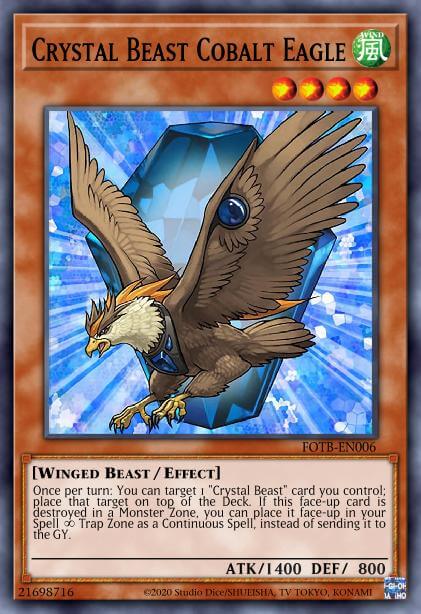 CRYSTAL BEAST COBALT EAGLE
WIND
風
FOTB-EN006
[WINGED BEAST / EFFECT]
Once per turn: You can target 1 "Crystal Beast" card you control;
place that target on top of the Deck. If this face-up card is
destroyed in a Monster Zone, you can place it face-up in your
Spell ∞ Trap Zone as a Continuous Spell, instead of sending it to
the GY.
ATK/1400 DEF/ 800
21698716
©2020 Studio Dice/SHUEISHA, TV TOKYO, KONAMI